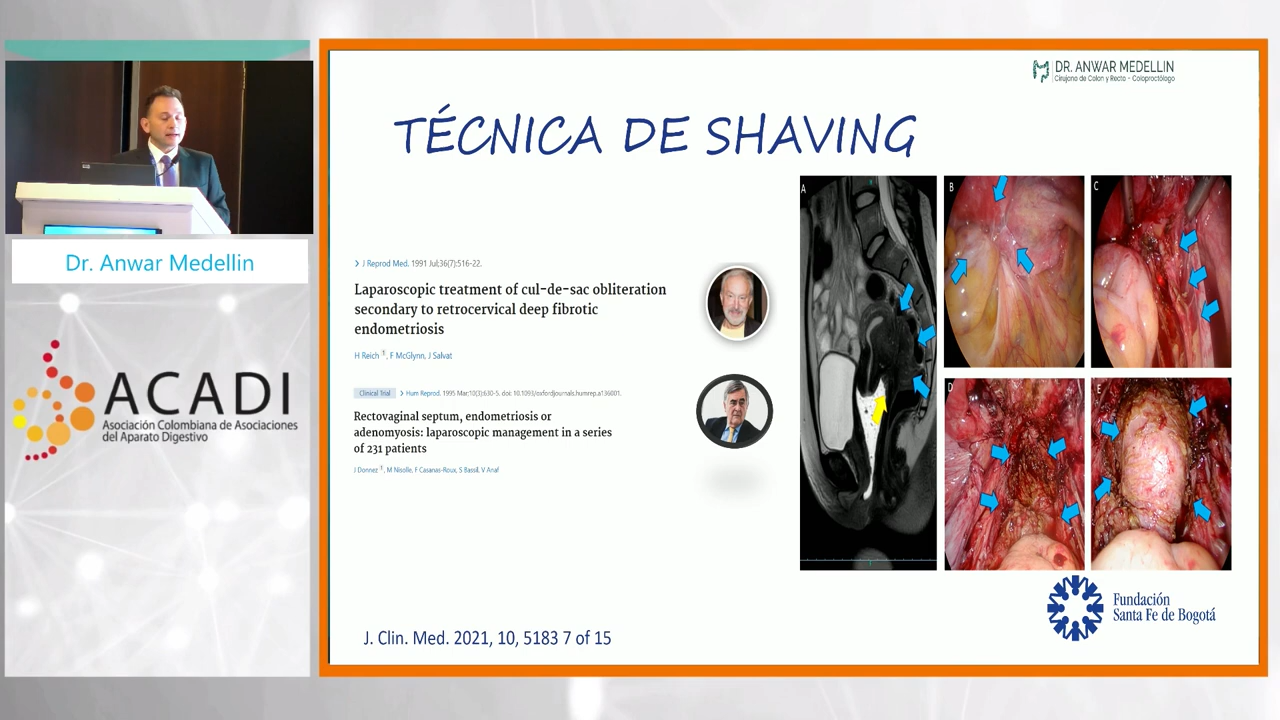 DR. ANWAR MEDELLIN
Cirujano de Colon y Recto - Coloproctólogo
TÉCNICA DE SHAVING
Dr. Anwar Medellin
ACADI
Asociación Colombiana de Asociaciones
del Aparato Digestivo
J Reprod Med. 1991 Jul;36(7):516-22.
Laparoscopic treatment of cul-de-sac obliteration
secondary to retrocervical deep fibrotic
endometriosis
H Reich 1, F McGlynn, J Salvat
Clinical Trial > Hum Reprod. 1995 Mar;10(3):630-5. doi: 10.1093/oxfordjournals.humrep.a136001.
Rectovaginal septum, endometriosis or
adenomyosis: laparoscopic management in a series
of 231 patients
J Donnez 1, M Nisolle, F Casanas-Roux, S Bassil, V Anaf
A
B
C
D
E
J. Clin. Med. 2021, 10, 5183 7 of 15
Fundación
Santa Fe de Bogotá